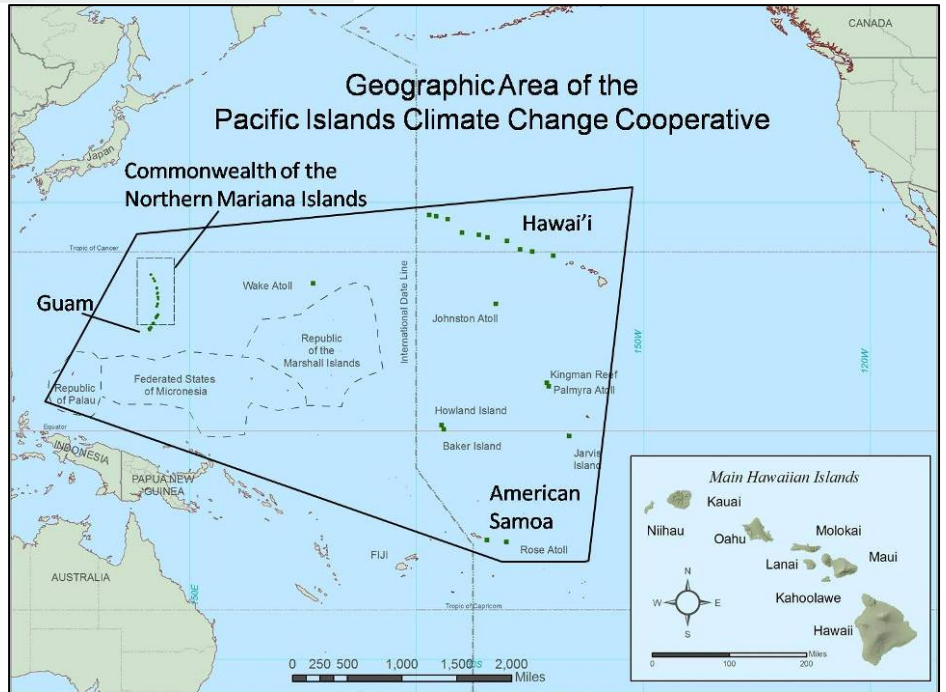 CANADA
Geographic Area of the
Pacific Islands Climate Change Cooperative
Japan
Commonwealth of the
Northern Mariana Islands
Hawai'i
Tropic of Cancer
Guam
Wake Atoll
International Date Line
Johnston Atoll
Republic
of the
Marshall Islands
150W
120W
Kingman Reef
Palmyra Atoll
Republic
of Palau
Federated States
of Micronesia
Howland Island
Equator
Baker Island
Jarvis
Island
INDONESIA
PAPUA NEW
GUINEA
American
Samoa
Rose Atoll
FIJI
AUSTRALIA
150E
Tropic of Capricorn
0 250 500 1,000 1,500 2,000
Miles
Main Hawaiian Islands
Kauai
Niihau
Oahu
Molokai
Lanai
Maui
Kahoolawe
Hawaii
N
W E
S
Miles
0 100 200